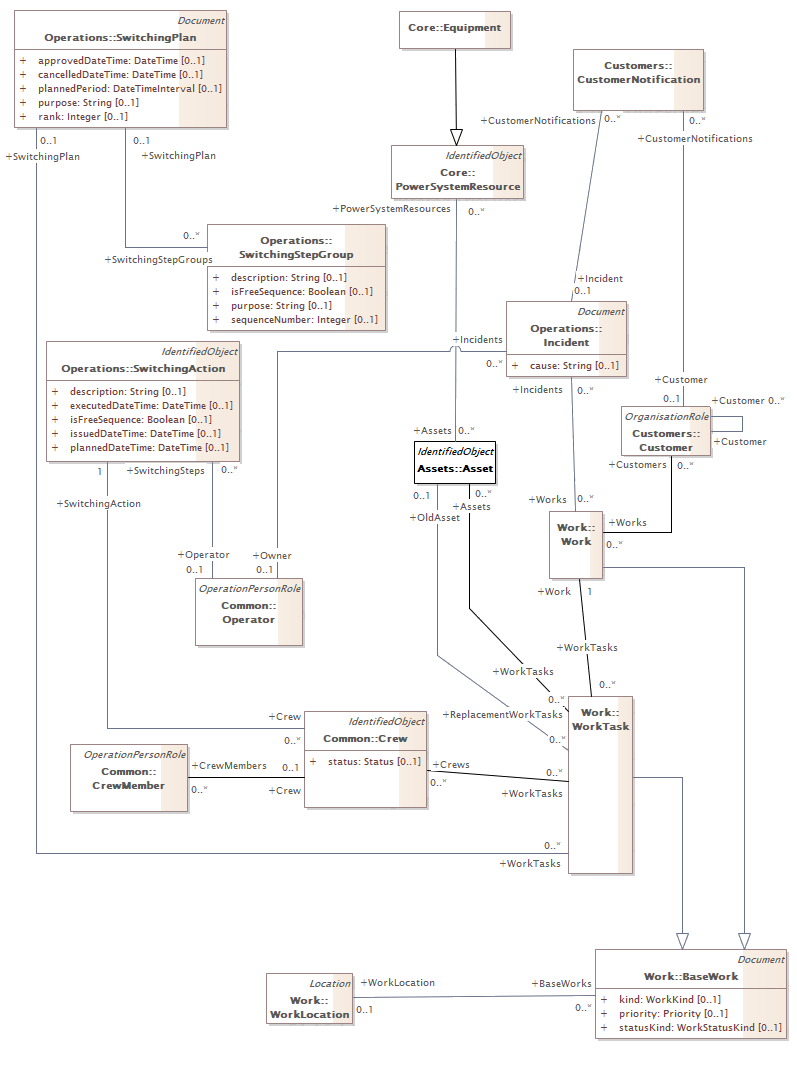 Document
Operations::SwitchingPlan
+ approvedDateTime: DateTime [0..1]
+ cancelledDateTime: DateTime [0..1]
+ plannedPeriod: DateTimeInterval [0..1]
+ purpose: String [0..1]
+ rank: Integer [0..1]
Core::Equipment
Customers::
CustomerNotification
+CustomerNotifications 0..*
0..*
+CustomerNotifications
0..1
+SwitchingPlan
0..1
+SwitchingPlan
IdentifiedObject
Core::
PowerSystemResource
+PowerSystemResources 0..*
0..*
+SwitchingStepGroups
Operations::
SwitchingStepGroup
+ description: String [0..1]
+ isFreeSequence: Boolean [0..1]
+ purpose: String [0..1]
+ sequenceNumber: Integer [0..1]
+Incident
0..1
Document
Operations::
Incident
+ cause: String [0..1]
+Incidents
0..*
+Incidents 0..*
IdentifiedObject
Operations::SwitchingAction
+ description: String [0..1]
+ executedDateTime: DateTime [0..1]
+ isFreeSequence: Boolean [0..1]
+ issuedDateTime: DateTime [0..1]
+ plannedDateTime: DateTime [0..1]
+Customer
0..1
+Customer 0..*
OrganisationRole
Customers::
Customer
+Customer
+Customers 0..*
+Assets 0..*
IdentifiedObject
Assets::Asset
0..1
+OldAsset
0..*
+Assets
1
+SwitchingAction
+SwitchingSteps 0..*
+Works 0..*
Work::
Work
+Works
0..*
+Operator
0..1
+Owner
0..1
OperationPersonRole
Common::
Operator
+Work 1
+WorkTasks
0..*
+WorkTasks
0..*
+ReplacementWorkTasks
0..*
Work::
WorkTask
+Crew
0..*
IdentifiedObject
Common::Crew
+ status: Status [0..1]
OperationPersonRole
Common::
CrewMember
+CrewMembers
0..*
0..1
+Crew
+Crews
0..*
0..*
+WorkTasks
0..*
+WorkTasks
Location
Work::
WorkLocation
+WorkLocation
0..1
+BaseWorks
0..*
Document
Work::BaseWork
+ kind: WorkKind [0..1]
+ priority: Priority [0..1]
+ statusKind: WorkStatusKind [0..1]